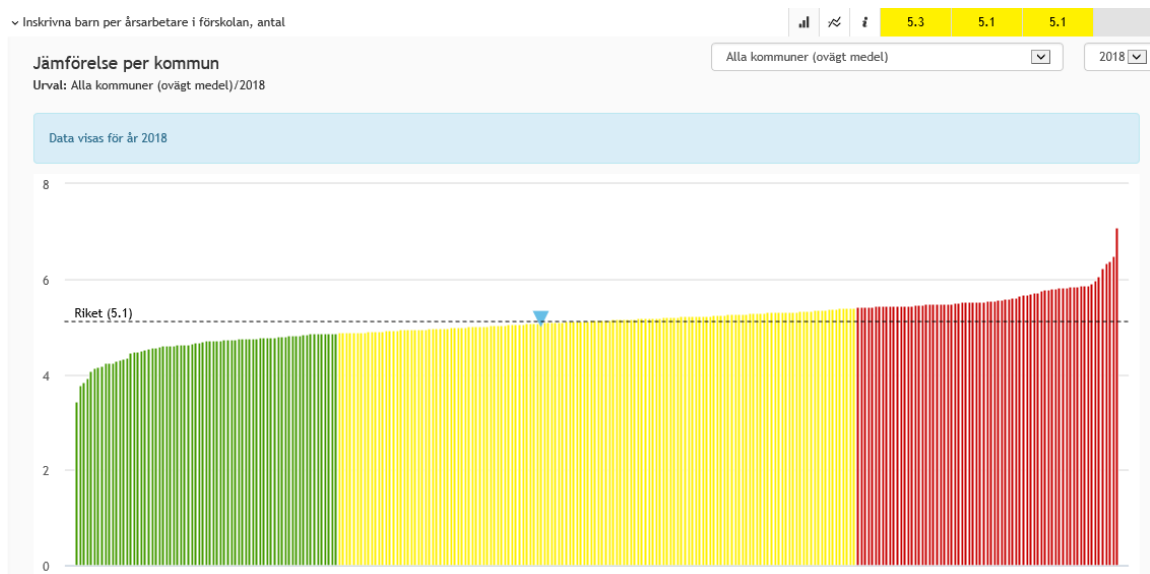 Inskrivna barn per årsarbetare i förskolan, antal
i 5.3 5.1 5.1
Jämförelse per kommun
Alla kommuner (ovägt medel) 2018
Urval: Alla kommuner (ovägt medel)/2018
Data visas för år 2018
8
6
Riket (5.1)
4
2
0